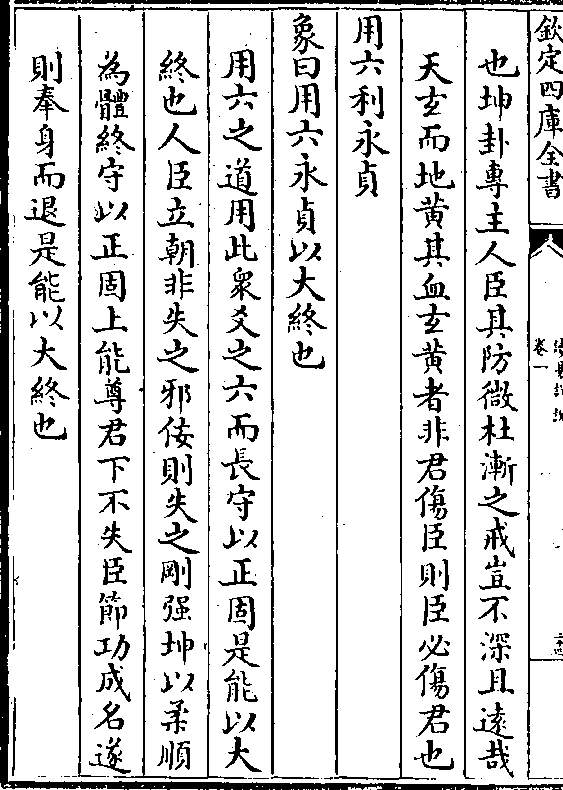 欽定四庫全書
卷一
也坤卦專主人臣其防微杜漸之戒豈不深且遠哉
天玄而地黄其血玄黄者非君傷臣則臣必傷君也
用六利永貞
象曰用六永貞以大終也
用六之道用此衆爻之六而長守以正固是能以大
終也人臣立朝非失之邪佞則失之剛强坤以柔順
為體終守以正固上能尊君下不失臣節功成名遂
則奉身而退是能以大終也